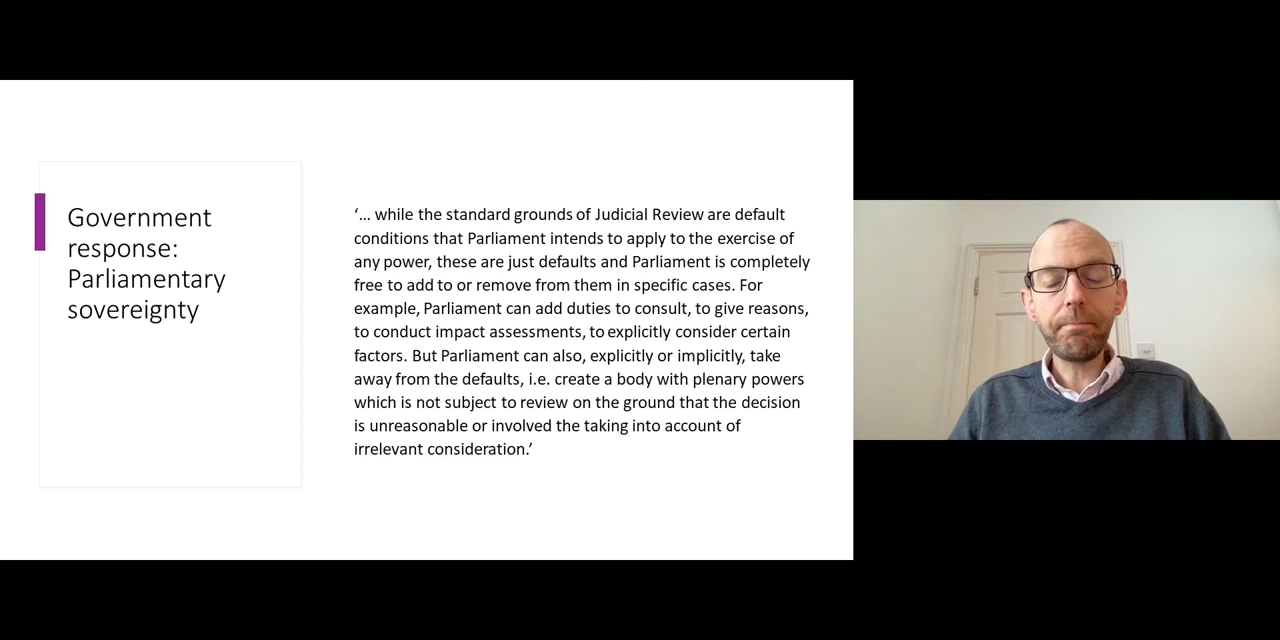 Government
response:
Parliamentary
sovereignty
‘... while the standard grounds of Judicial Review are default
conditions that Parliament intends to apply to the exercise of
any power, these are just defaults and Parliament is completely
free to add to or remove from them in specific cases. For
example, Parliament can add duties to consult, to give reasons,
to conduct impact assessments, to explicitly consider certain
factors. But Parliament can also, explicitly or implicitly, take
away from the defaults, i.e. create a body with plenary powers
which is not subject to review on the ground that the decision
is unreasonable or involved the taking into account of
irrelevant consideration.’